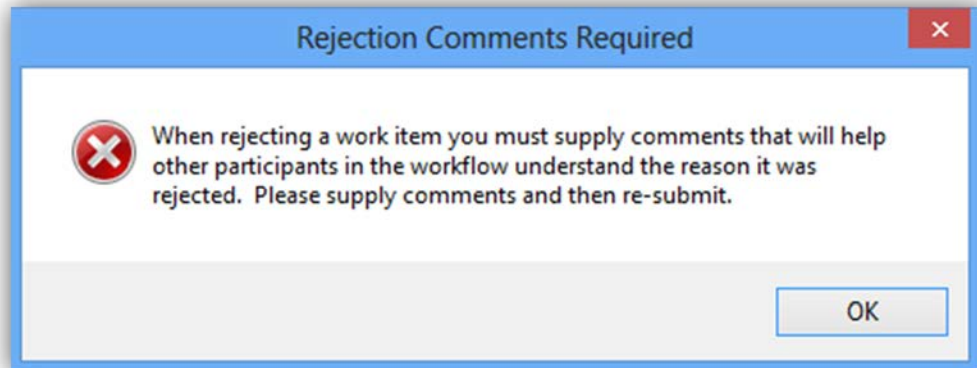 Rejection Comments Required
When rejecting a work item you must supply comments that will help
other participants in the workflow understand the reason it was
rejected.  Please supply comments and then re-submit.
OK